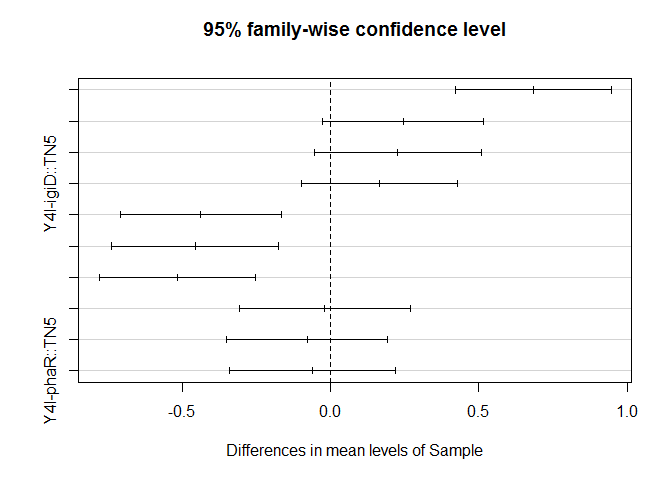 95% family-wise confidence level
Y4I-igiD::TN5
Y4I-phaR::TN5
-0.5 0.0 0.5 1.0
Differences in mean levels of Sample